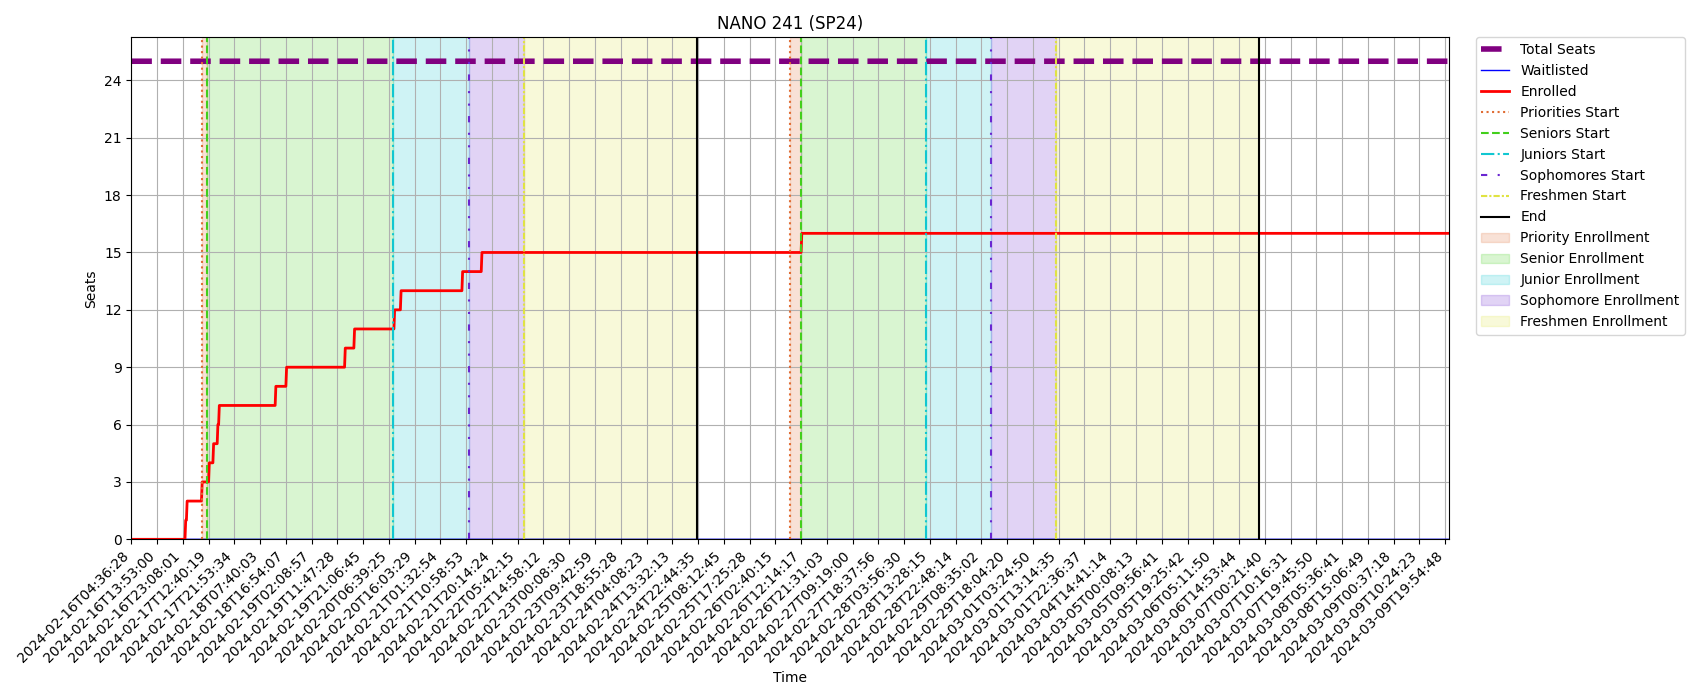 NANO 241 (SP24)
Total Seats
Waitlisted
Enrolled
Priorities Start
Seniors Start
Juniors Start
Sophomores Start
Freshmen Start
End
Priority Enrollment
Senior Enrollment
Junior Enrollment
Sophomore Enrollment
Freshmen Enrollment
Seats
24
21
18
15
12
9
6
3
0
2024-02-16T04:36:28
2024-02-16T13:53:00
2024-02-16T23:08:01
2024-02-17T12:40:19
2024-02-17T21:53:34
2024-02-18T07:40:03
2024-02-18T16:54:07
2024-02-19T02:08:57
2024-02-19T11:47:28
2024-02-19T21:06:45
2024-02-20T06:39:25
2024-02-20T16:03:29
2024-02-21T01:32:54
2024-02-21T10:58:53
2024-02-21T20:14:24
2024-02-22T05:42:15
2024-02-22T14:58:12
2024-02-23T00:08:30
2024-02-23T09:42:59
2024-02-23T18:55:28
2024-02-24T04:08:23
2024-02-24T13:32:13
2024-02-24T22:44:35
2024-02-25T08:12:45
2024-02-25T17:25:28
2024-02-26T02:40:15
2024-02-26T12:14:17
2024-02-26T21:31:03
2024-02-27T09:19:00
2024-02-27T18:37:56
2024-02-28T03:56:30
2024-02-28T13:28:15
2024-02-28T22:48:14
2024-02-29T08:35:02
2024-02-29T18:04:20
2024-03-01T03:24:50
2024-03-01T13:14:35
2024-03-01T22:36:37
2024-03-04T14:41:14
2024-03-05T00:08:13
2024-03-05T09:56:41
2024-03-05T19:25:42
2024-03-06T05:11:50
2024-03-06T14:53:44
2024-03-07T00:21:40
2024-03-07T10:16:31
2024-03-07T19:45:50
2024-03-08T05:36:41
2024-03-08T15:06:49
2024-03-09T00:37:18
2024-03-09T10:24:23
2024-03-09T19:54:48
Time